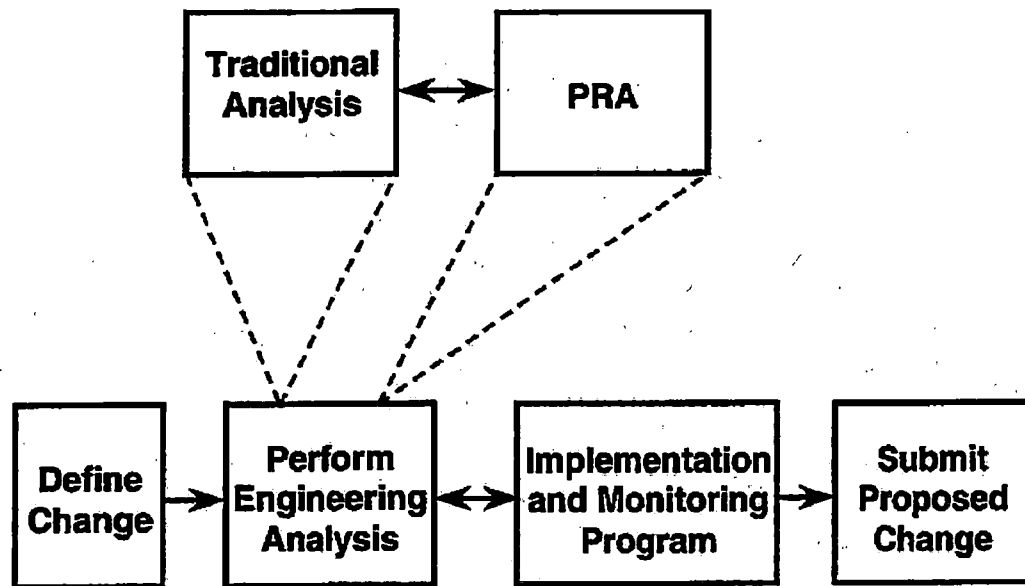 Traditional
Analysis
PRA
Define
Change
Perform
Engineering
Analysis
Implementation
and Monitoring
Program
Submit
Proposed
Change